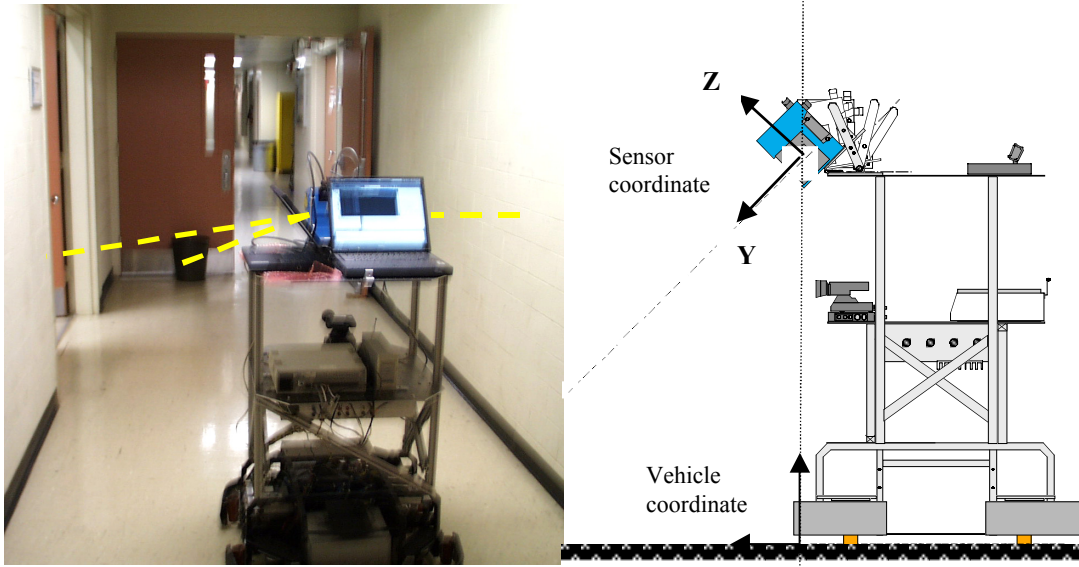 Z
Sensor
coordinate
Y
Vehicle
coordinate